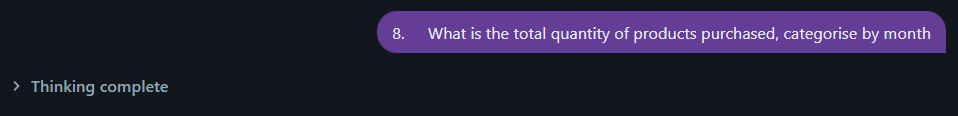 8. What is the total quantity of products purchased, categorise by month
Thinking complete